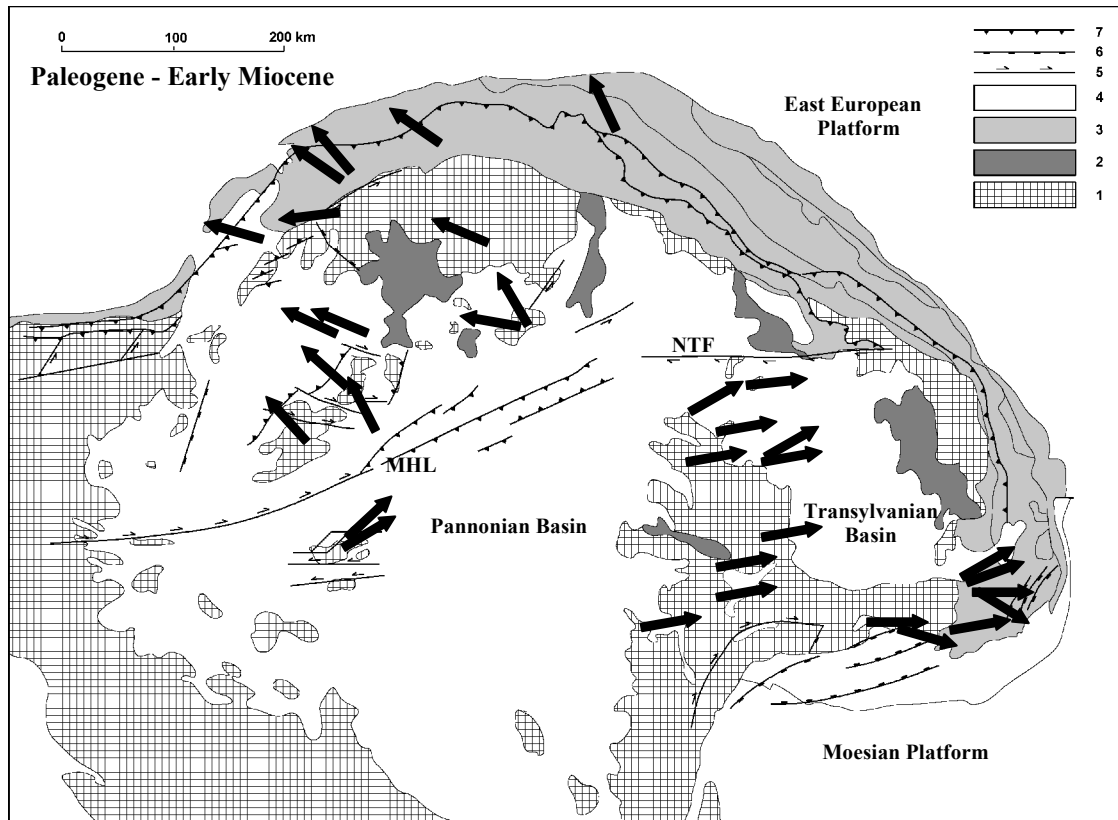 0 100 200 km
Paleogene - Early Miocene
7
6
5
4
3
2
1
East European
Platform
NTF
MHL
Pannonian Basin
Transylvanian
Basin
Moesian Platform